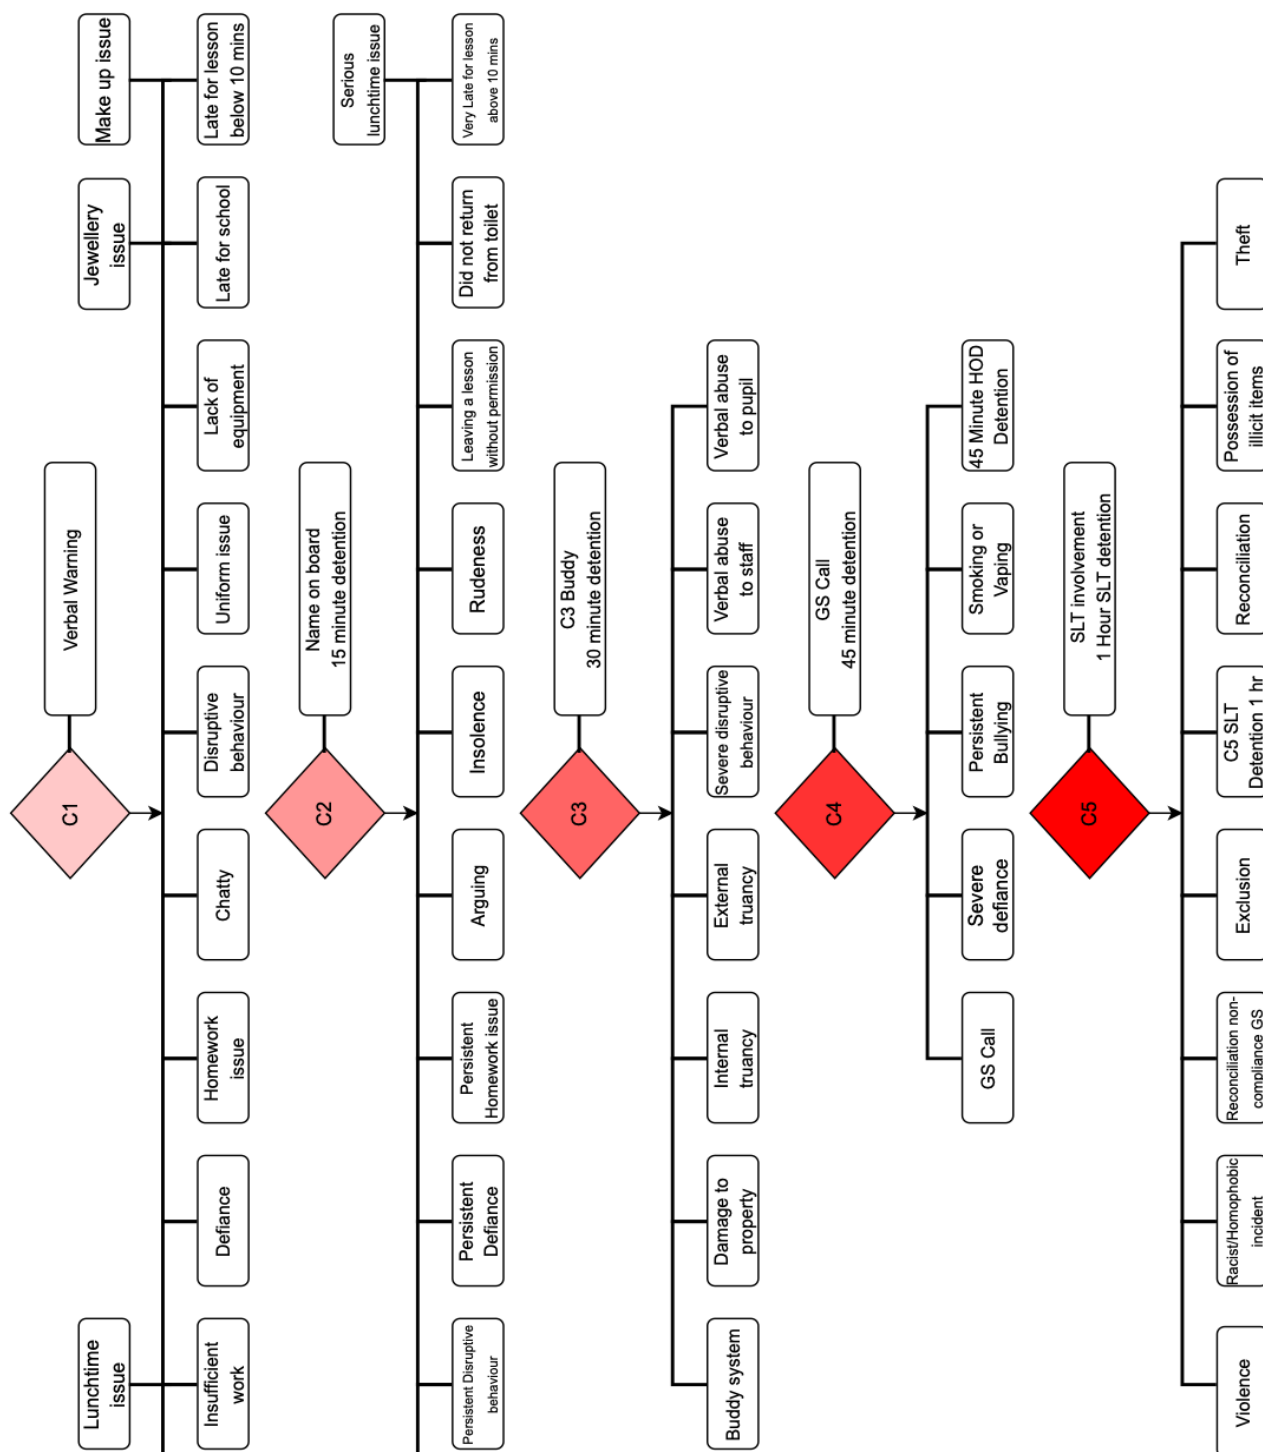 C1
Verbal Warning
Lunchtime
issue
Jewellery
issue
Make up issue
Insufficient
work
Defiance
Homework
issue
Chatty
Disruptive
behaviour
Uniform issue
Lack of
equipment
Late for school
Late for lesson
below 10 mins
C2
Name on board
15 minute detention
Serious
lunchtime issue
Persistent Disruptive
behaviour
Persistent
Defiance
Persistent
Homework issue
Arguing
Insolence
Rudeness
Leaving a lesson
without permission
Did not return
from toilet
Very Late for lesson
above 10 mins
C3
C3 Buddy
30 minute detention
Buddy system
Damage to
property
Internal
truancy
External
truancy
Severe disruptive
behaviour
Verbal abuse
to staff
Verbal abuse
to pupil
C4
GS Call
45 minute detention
GS Call
Severe
defiance
Persistent
Bullying
Smoking or
Vaping
45 Minute HOD
Detention
C5
SLT involvement
1 Hour SLT detention
Violence
Racist/Homophobic
incident
Reconciliation non-
compliance GS
Exclusion
C5 SLT
Detention 1 hr
Reconciliation
Possession of
illicit items
Theft